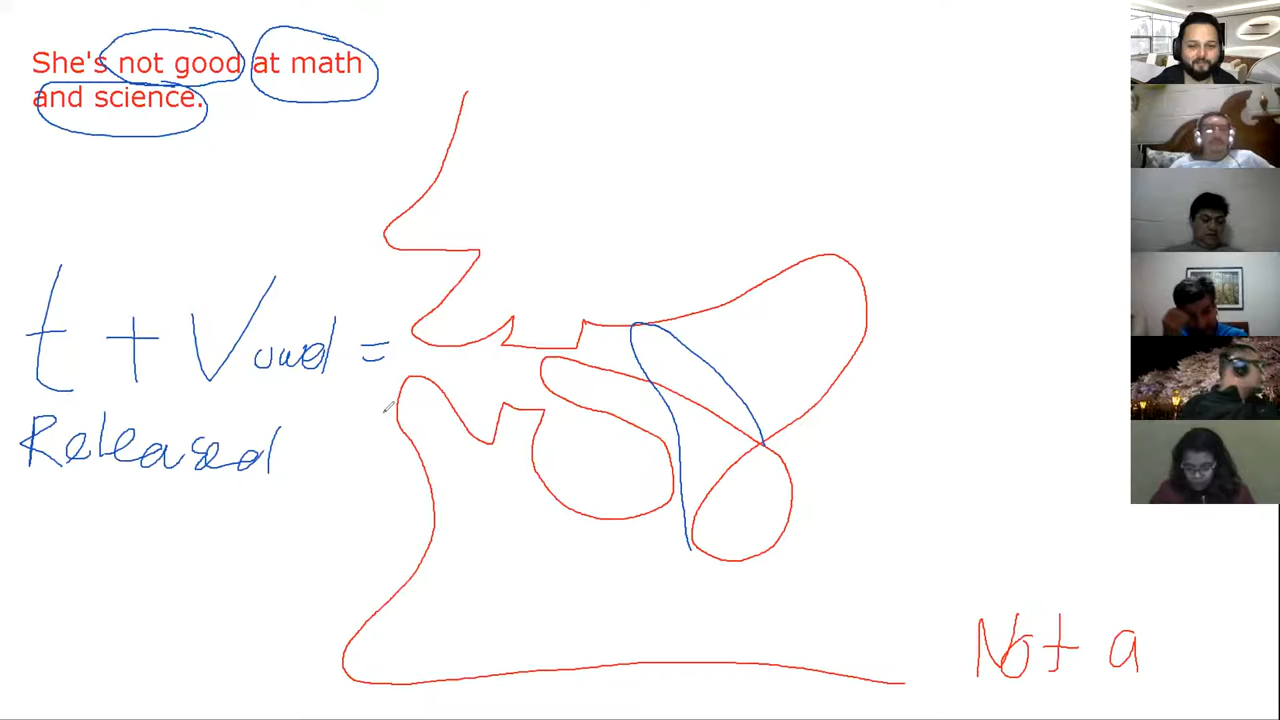 She's not good at math
and science.
t + Vowel =
Released
Not a